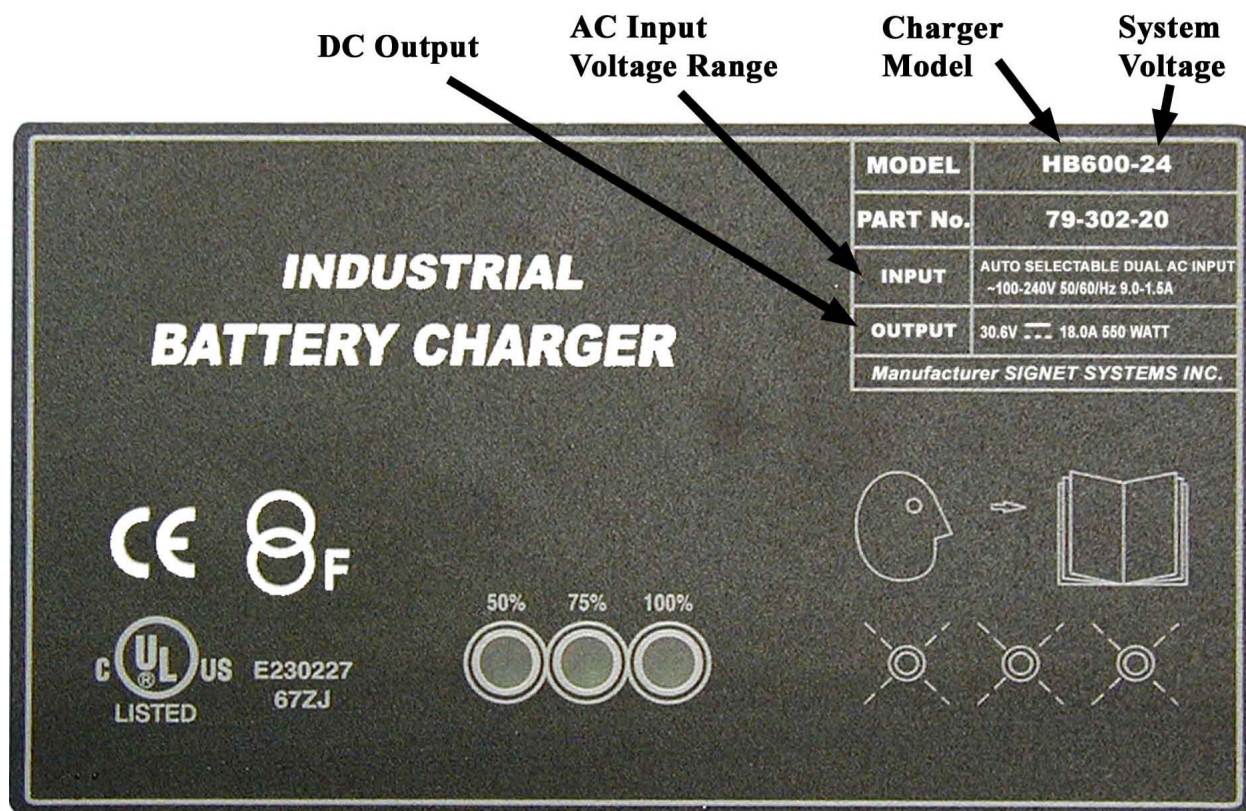 DC Output
AC Input
Voltage Range
Charger
Model
System
Voltage
MODEL HB600-24
PART No. 79-302-20
INPUT AUTO SELECTABLE DUAL AC INPUT
~100-240V 50/60/Hz 9.0-1.5A
OUTPUT 30.6V ⎓ 18.0A 550 WATT
Manufacturer SIGNET SYSTEMS INC.
INDUSTRIAL
BATTERY CHARGER
CE
F
C UL US
®
LISTED
E230227
67ZJ
50% 75% 100%